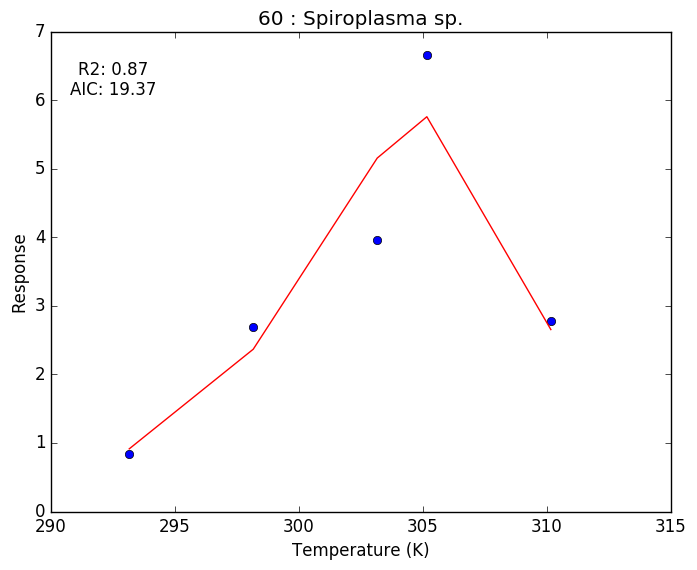 60 : Spiroplasma sp.
R2: 0.87
AIC: 19.37
7
6
5
4
3
2
1
0
Response
290 295 300 305 310 315
Temperature (K)